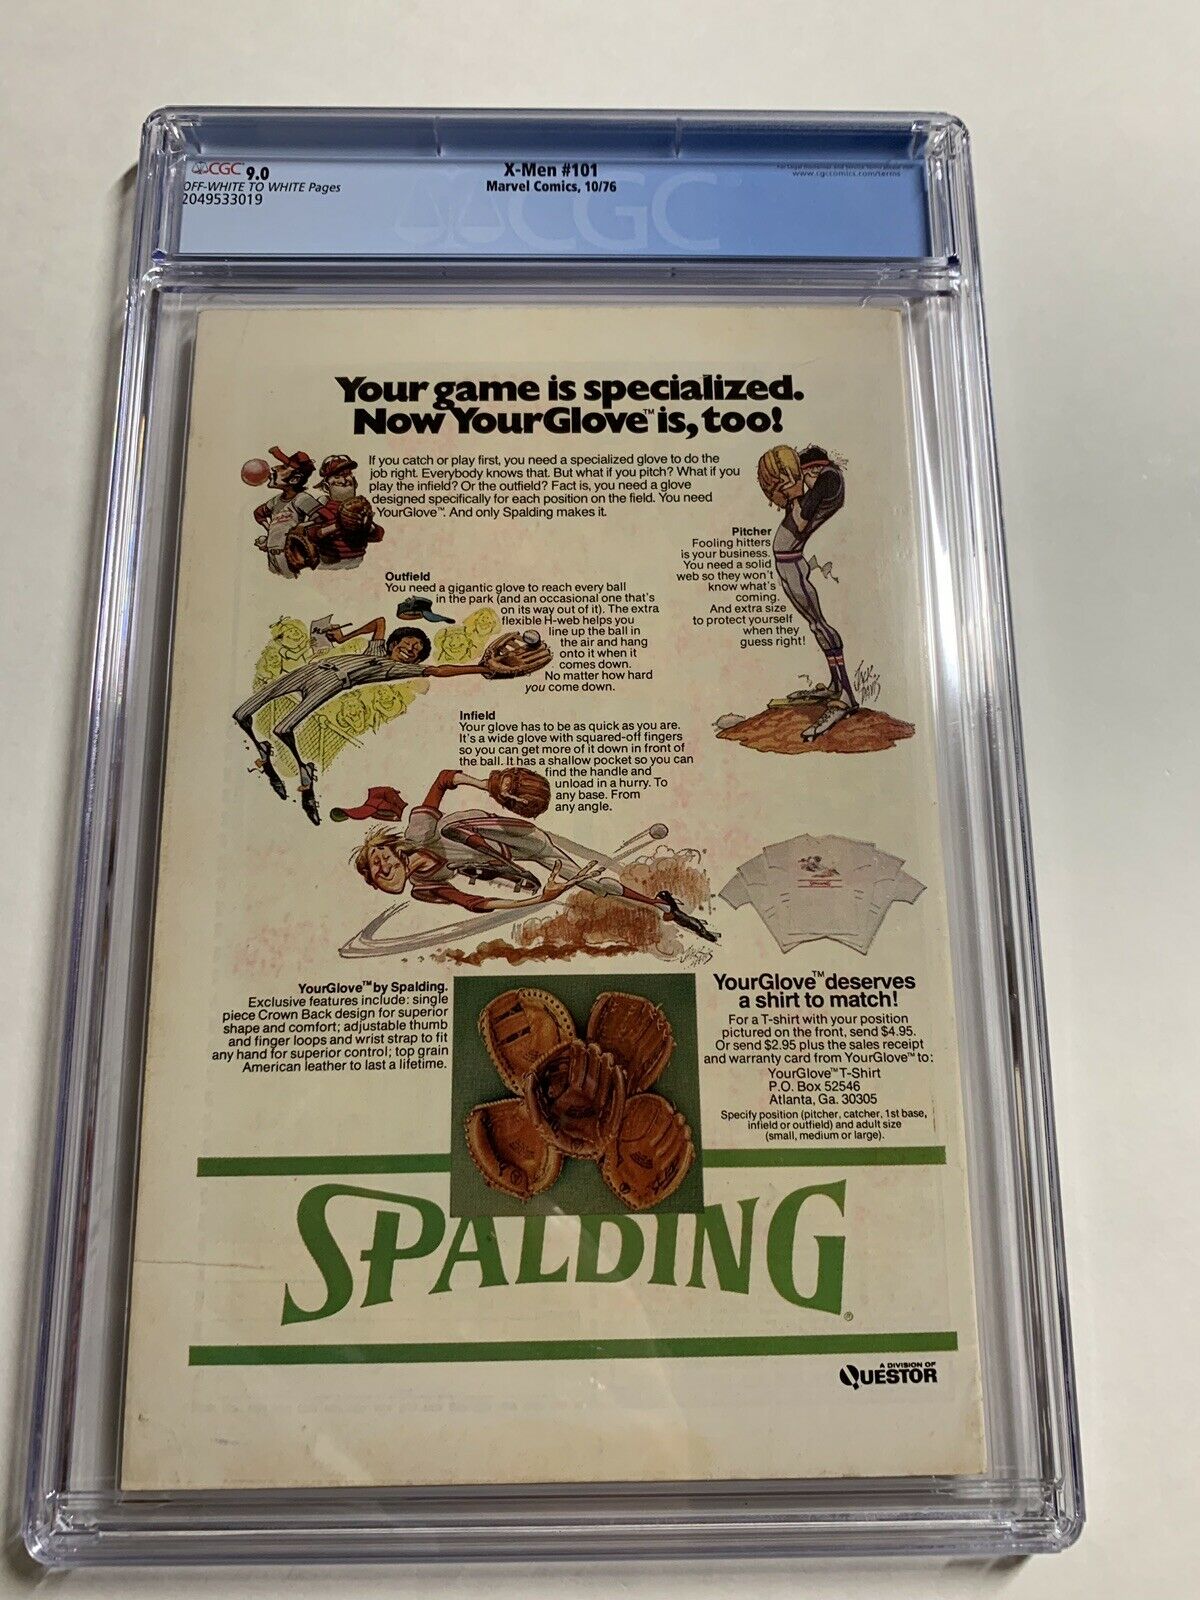 CGC 9.0
OFF-WHITE TO WHITE Pages
2049533019
X-Men #101
Marvel Comics, 10/76
www.cgccomics.com/terms
CGC
Your game is specialized.
Now YourGlove™ is, too!
If you catch or play first, you need a specialized glove to do the
job right. Everybody knows that. But what if you pitch? What if you
play the infield? Or the outfield? Fact is, you need a glove
designed specifically for each position on the field. You need
YourGlove™. And only Spalding makes it.
Pitcher
Fooling hitters
is your business.
You need a solid
web so they won't
know what's
coming.
And extra size
to protect yourself
when they
guess right!
JACK DAVIS
Outfield
You need a gigantic glove to reach every ball
in the park (and an occasional one that's
on its way out of it). The extra
flexible H-web helps you
line up the ball in
the air and hang
onto it when it
comes down.
No matter how hard
you come down.
Infield
Your glove has to be as quick as you are.
It's a wide glove with squared-off fingers
so you can get more of it down in front of
the ball. It has a shallow pocket so you can
find the handle and
unload in a hurry. To
any base. From
any angle.
SPALDING
YourGlove™ by Spalding.
Exclusive features include: single
piece Crown Back design for superior
shape and comfort; adjustable thumb
and finger loops and wrist strap to fit
any hand for superior control; top grain
American leather to last a lifetime.
YourGlove™ deserves
a shirt to match!
For a T-shirt with your position
pictured on the front, send $4.95.
Or send $2.95 plus the sales receipt
and warranty card from YourGlove™ to:
YourGlove™ T-Shirt
P.O. Box 52546
Atlanta, Ga. 30305
Specify position (pitcher, catcher, 1st base,
infield or outfield) and adult size
(small, medium or large).
SPALDING®
A DIVISION OF
QUESTOR